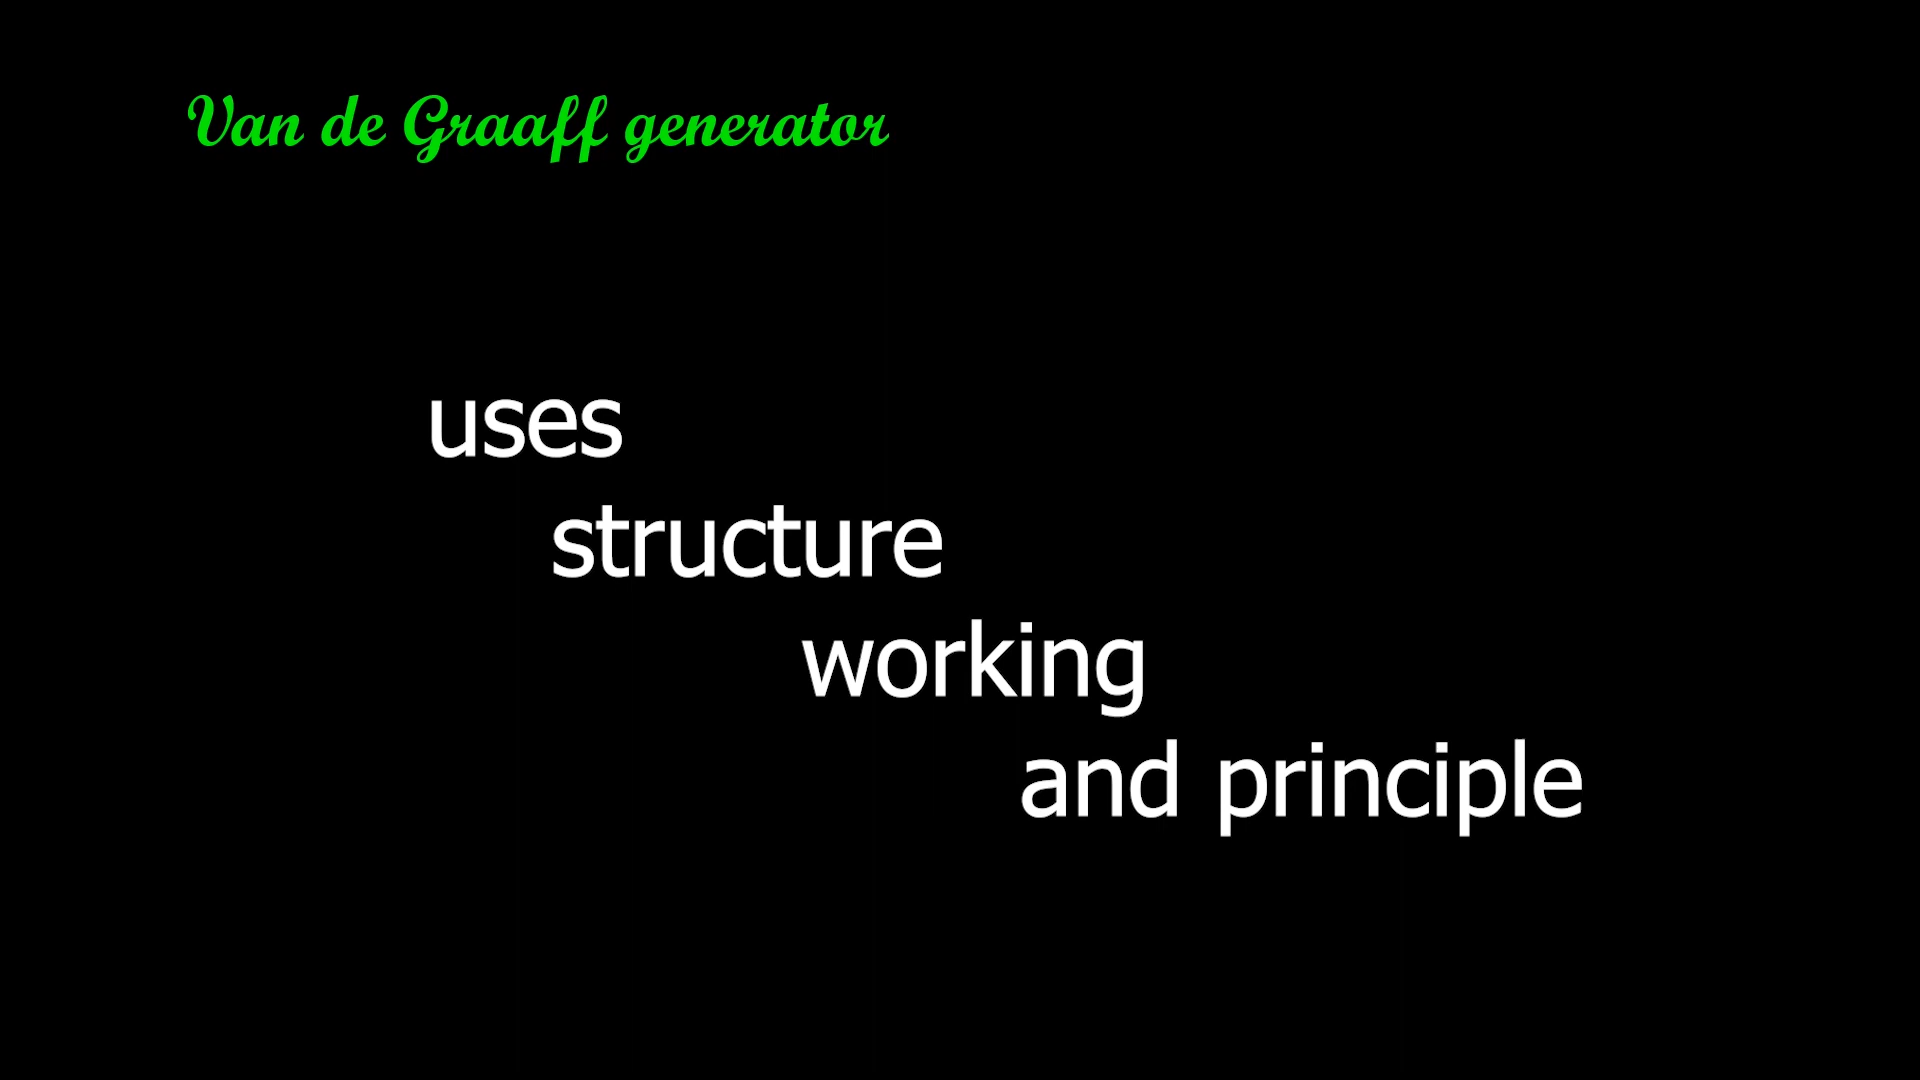 Van de Graaff generator
uses
structure
working
and principle